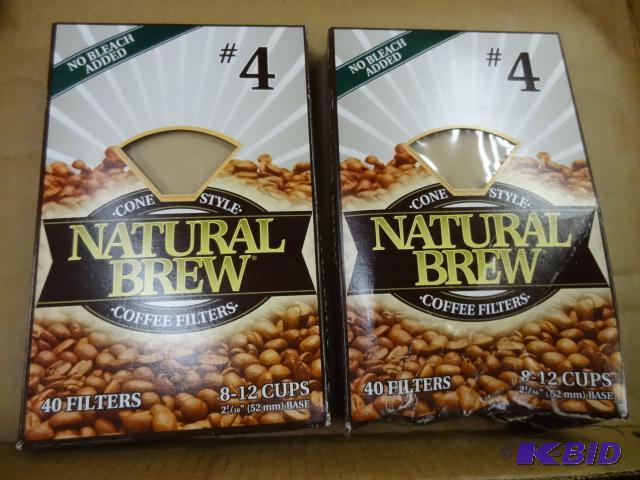 NO BLEACH
ADDED
#4
·CONE STYLE·
NATURAL
BREW®
·COFFEE FILTERS·
40 FILTERS
8-12 CUPS
2 1/16" (52 mm) BASE
NO BLEACH
ADDED
#4
·CONE STYLE·
NATURAL
BREW
·COFFEE FILTERS·
40 FILTERS
8-12 CUPS
2 1/16" (52 mm) BASE
© K-BID